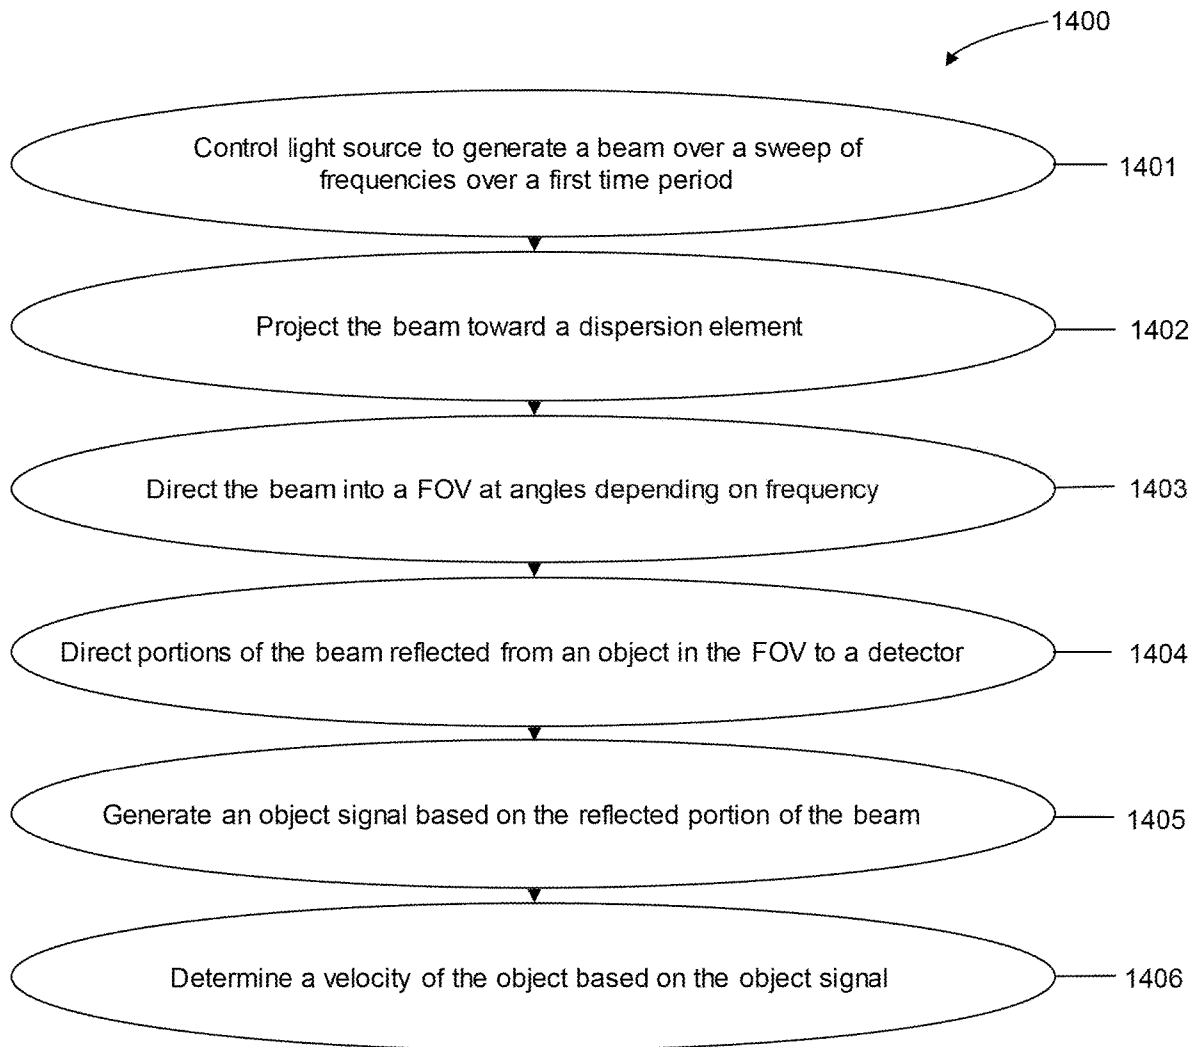 1400
Control light source to generate a beam over a sweep of
frequencies over a first time period
1401
Project the beam toward a dispersion element
1402
Direct the beam into a FOV at angles depending on frequency
1403
Direct portions of the beam reflected from an object in the FOV to a detector
1404
Generate an object signal based on the reflected portion of the beam
1405
Determine a velocity of the object based on the object signal
1406